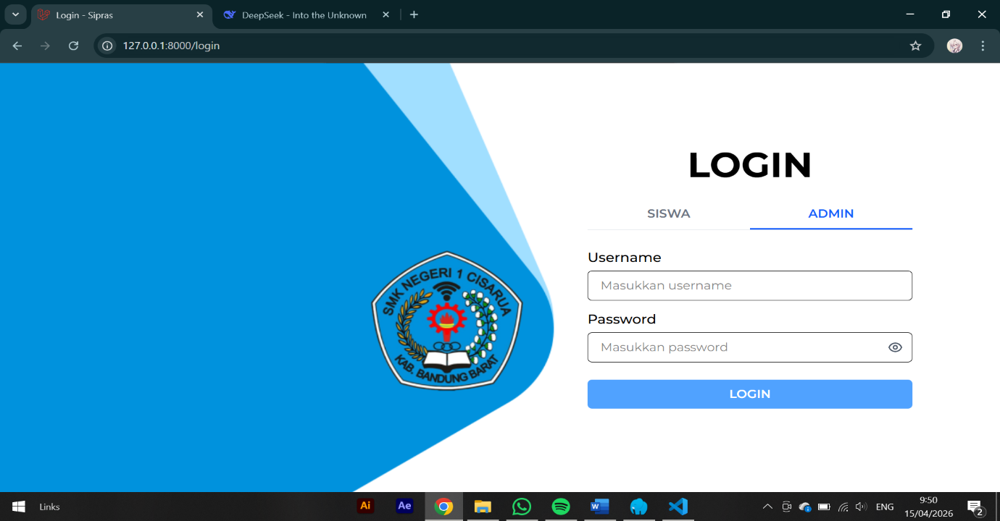 Login - Sipras
DeepSeek - Into the Unknown
127.0.0.1:8000/login
SMK NEGERI 1 CISARUA
KAB. BANDUNG BARAT
LOGIN
SISWA
ADMIN
Username
Masukkan username
Password
Masukkan password
LOGIN
Links
Ai
Ae
W
ENG
9:50
15/04/2026
2